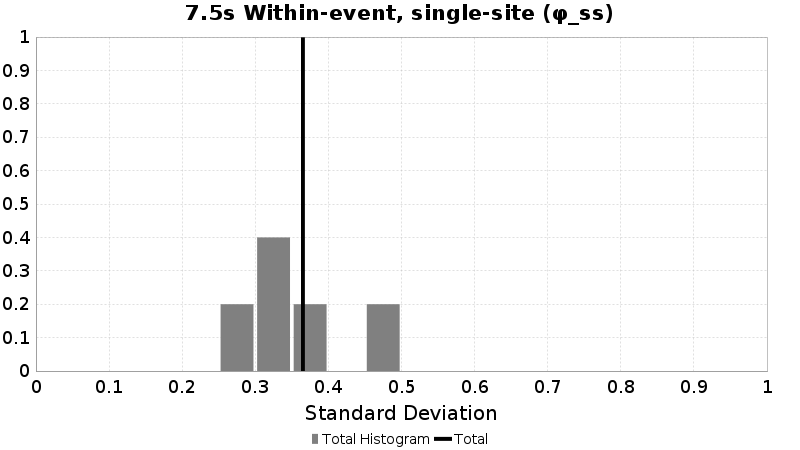 7.5s Within-event, single-site (φ_ss)
1
0.9
0.8
0.7
0.6
0.5
0.4
0.3
0.2
0.1
0
0 0.1 0.2 0.3 0.4 0.5 0.6 0.7 0.8 0.9 1
Standard Deviation
Total Histogram Total